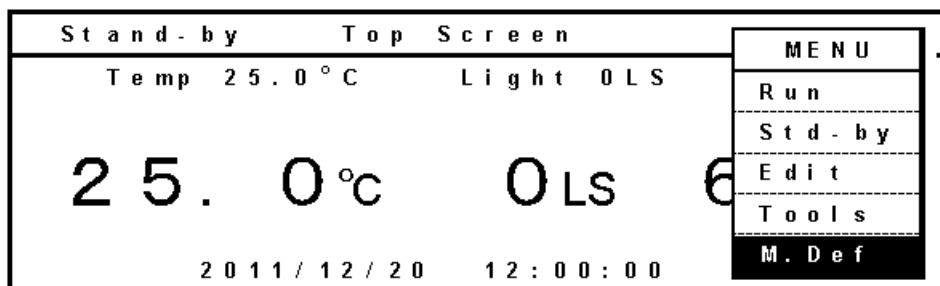 Stand-by Top Screen
Temp 25.0°C Light 0LS
25.0°C 0LS 6
2011/12/20 12:00:00
MENU
Run
Std-by
Edit
Tools
M.Def